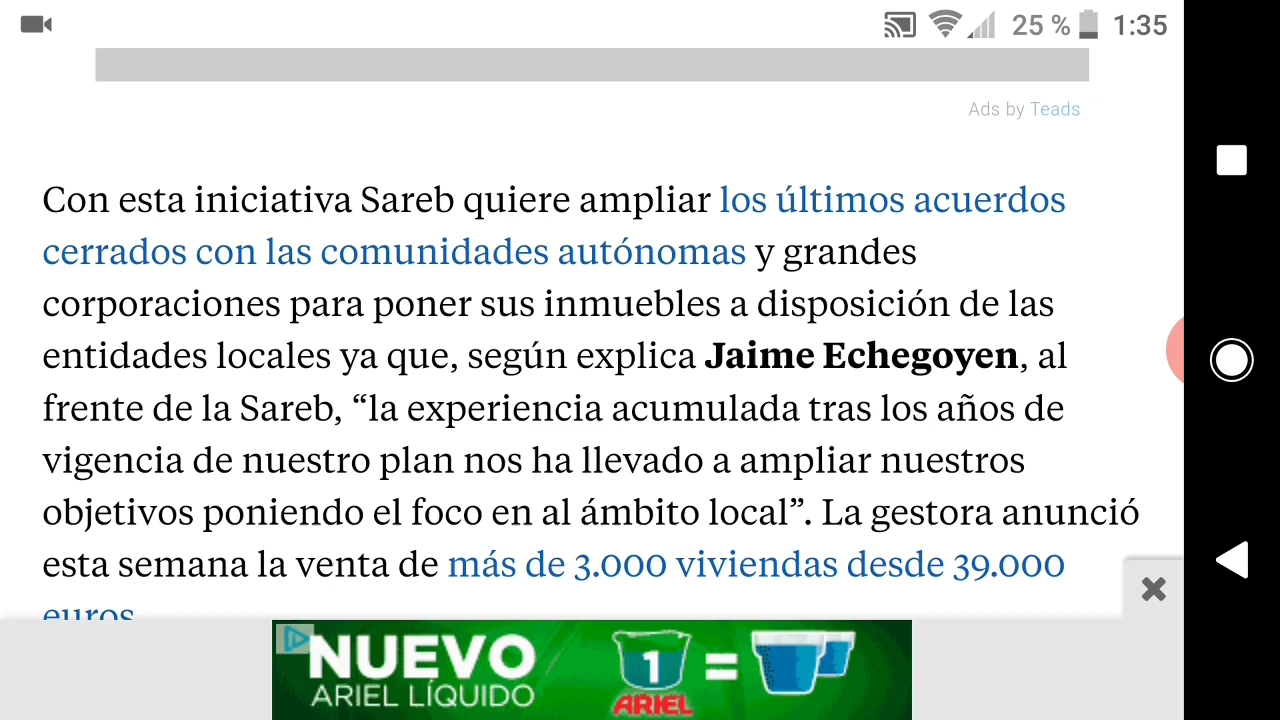 25 % 1:35
Ads by Teads
Con esta iniciativa Sareb quiere ampliar los últimos acuerdos
cerrados con las comunidades autónomas y grandes
corporaciones para poner sus inmuebles a disposición de las
entidades locales ya que, según explica Jaime Echegoyen, al
frente de la Sareb, “la experiencia acumulada tras los años de
vigencia de nuestro plan nos ha llevado a ampliar nuestros
objetivos poniendo el foco en al ámbito local”. La gestora anunció
esta semana la venta de más de 3.000 viviendas desde 39.000
euros
NUEVO
ARIEL LÍQUIDO
1 =
ARIEL